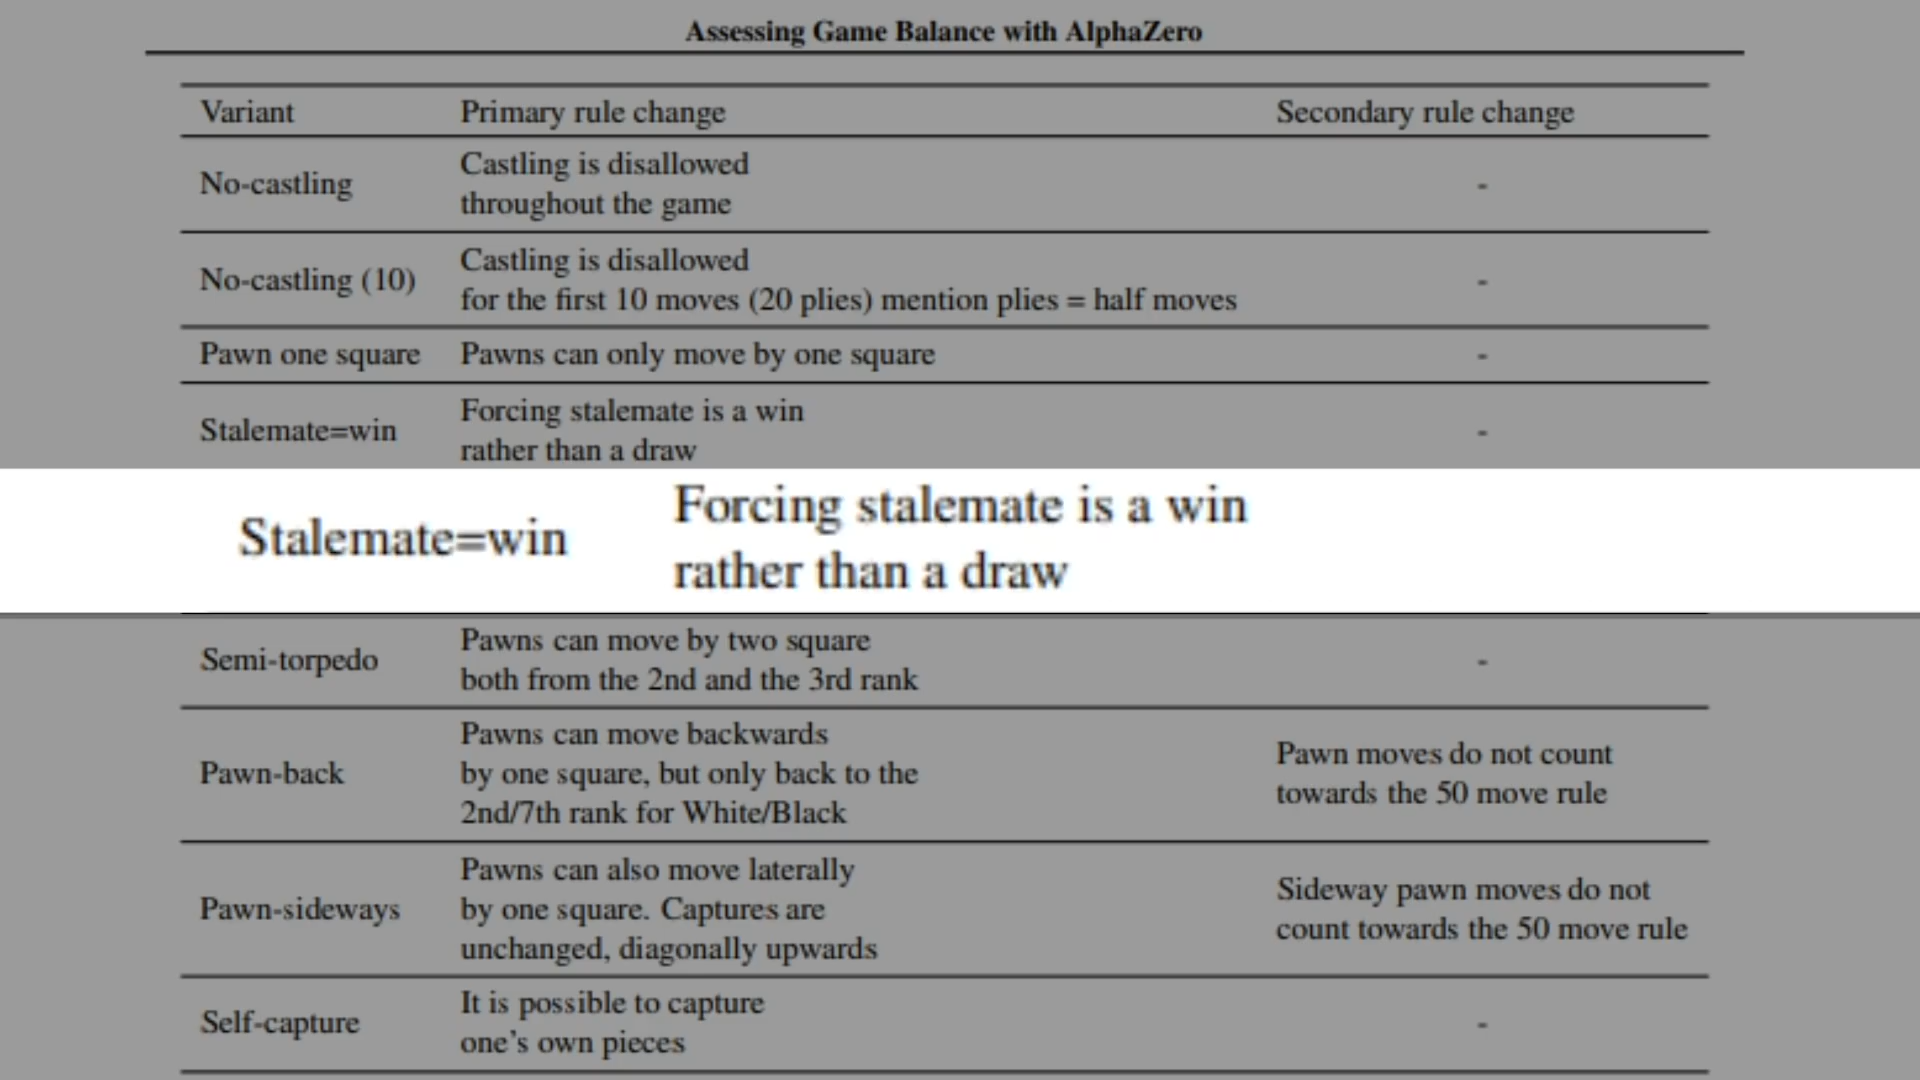 Assessing Game Balance with AlphaZero
Variant Primary rule change Secondary rule change
No-castling Castling is disallowed
throughout the game -
No-castling (10) Castling is disallowed
for the first 10 moves (20 plies) mention plies = half moves -
Pawn one square Pawns can only move by one square -
Stalemate=win Forcing stalemate is a win
rather than a draw -
Stalemate=win Forcing stalemate is a win
rather than a draw
Semi-torpedo Pawns can move by two square
both from the 2nd and the 3rd rank -
Pawn-back Pawns can move backwards
by one square, but only back to the
2nd/7th rank for White/Black
Pawn moves do not count
towards the 50 move rule
Pawn-sideways Pawns can also move laterally
by one square. Captures are
unchanged, diagonally upwards
Sideway pawn moves do not
count towards the 50 move rule
Self-capture It is possible to capture
one's own pieces -